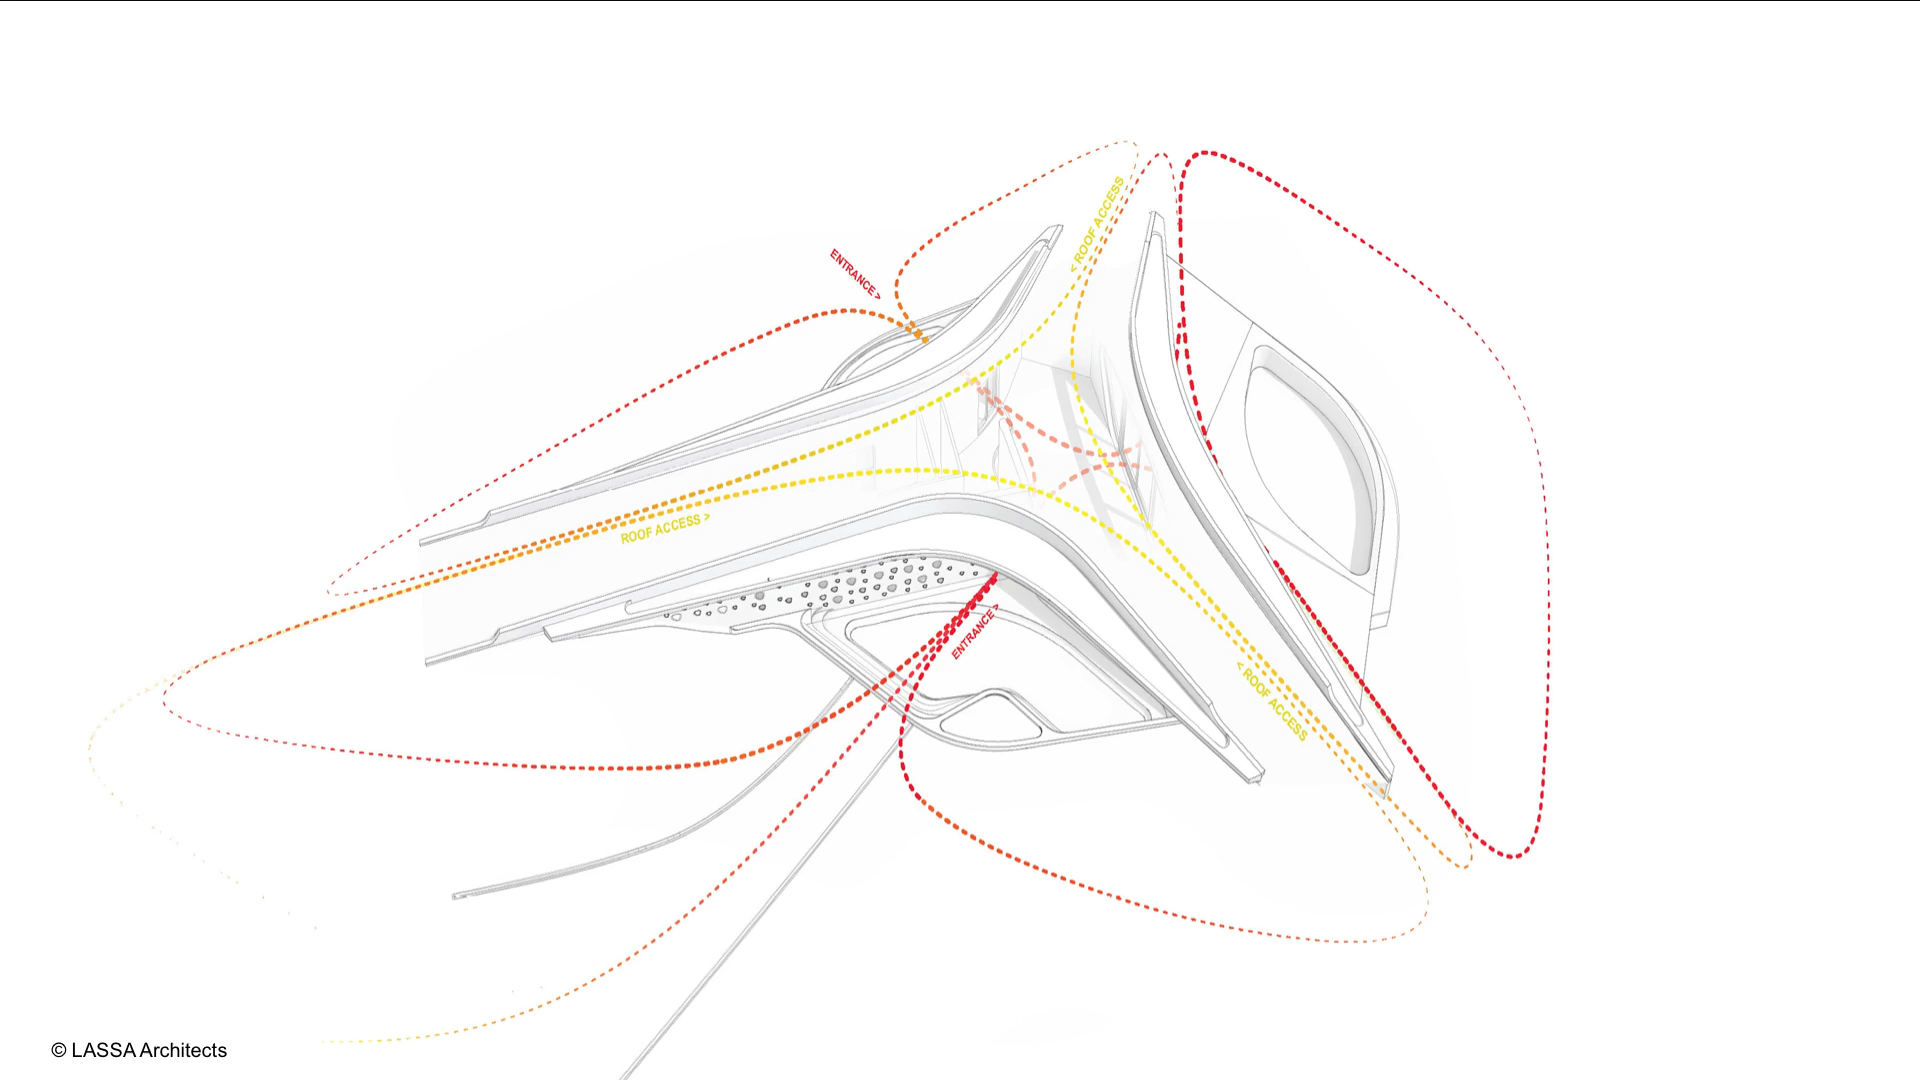 < ROOF ACCESS
ENTRANCE >
ROOF ACCESS >
ENTRANCE >
< ROOF ACCESS
© LASSA Architects